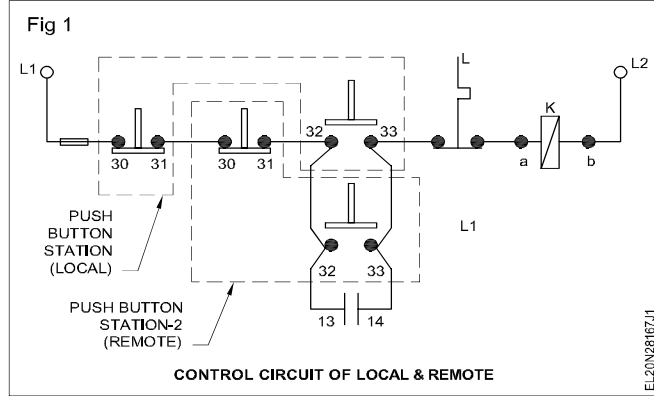 Fig 1
L1
L
L2
K
32
33
30
31
30
31
a
b
PUSH
BUTTON
STATION
(LOCAL)
L1
32
33
PUSH BUTTON
STATION-2
(REMOTE)
13
14
CONTROL CIRCUIT OF LOCAL & REMOTE
EL20N28167J1